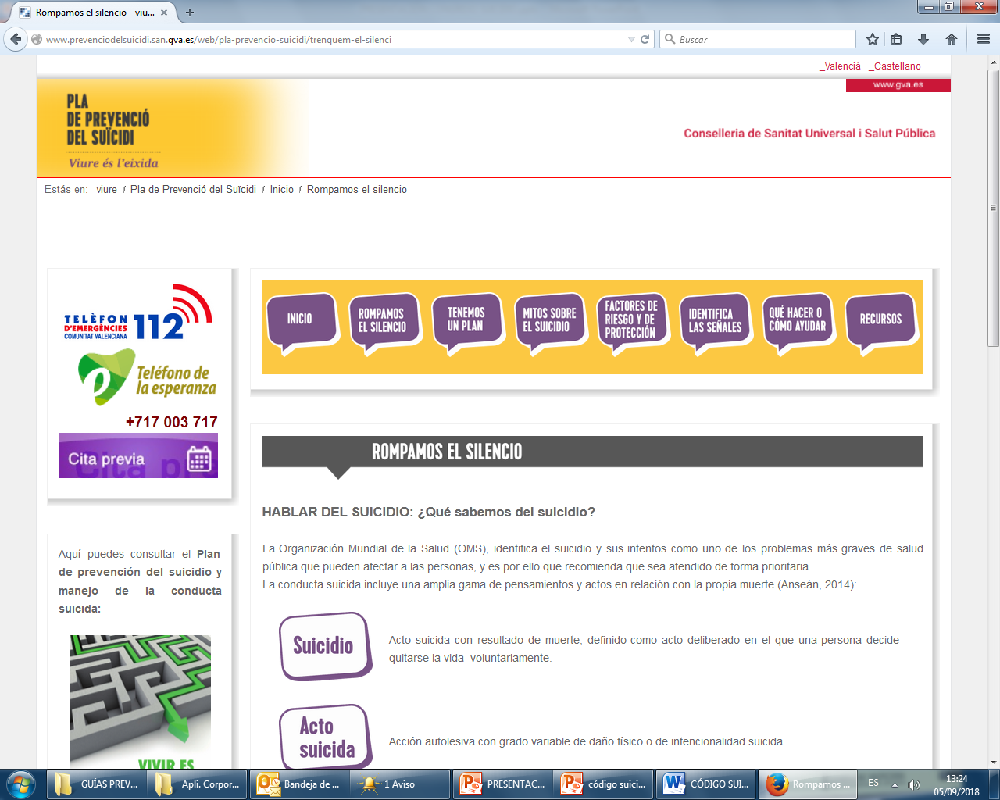 Rompamos el silencio - viu...
www.prevenciodelsuicidi.san.gva.es/web/pla-prevencio-suicidi/trenquem-el-silenci
Buscar
_Valencià _Castellano
www.gva.es
PLA
DE PREVENCIÓ
DEL SUÏCIDI
Viure és l'eixida
Conselleria de Sanitat Universal i Salut Pública
Estás en: viure / Pla de Prevenció del Suïcidi / Inicio / Rompamos el silencio
TELÈFON
D'EMERGÈNCIES
COMUNITAT VALENCIANA
112
Teléfono de
la esperanza
+717 003 717
Cita previa
INICIO
ROMPAMOS
EL SILENCIO
TENEMOS
UN PLAN
MITOS SOBRE
EL SUICIDIO
FACTORES DE
RIESGO Y DE
PROTECCIÓN
IDENTIFICA
LAS SEÑALES
QUÉ HACER O
CÓMO AYUDAR
RECURSOS
ROMPAMOS EL SILENCIO
HABLAR DEL SUICIDIO: ¿Qué sabemos del suicidio?
La Organización Mundial de la Salud (OMS), identifica el suicidio y sus intentos como uno de los problemas más graves de salud
pública que pueden afectar a las personas, y es por ello que recomienda que sea atendido de forma prioritaria.
La conducta suicida incluye una amplia gama de pensamientos y actos en relación con la propia muerte (Anseán, 2014):
Suicidio
Acto suicida con resultado de muerte, definido como acto deliberado en el que una persona decide
quitarse la vida voluntariamente.
Acto
suicida
Acción autolesiva con grado variable de daño físico o de intencionalidad suicida.
Aquí puedes consultar el Plan
de prevención del suicidio y
manejo de la conducta
suicida:
VIVIR ES
GUÍAS PREV...
Apli. Corpor...
Bandeja de ...
1 Aviso
PRESENTAC...
código suici...
CÓDIGO SUI...
Rompamos ...
ES
13:24
05/09/2018